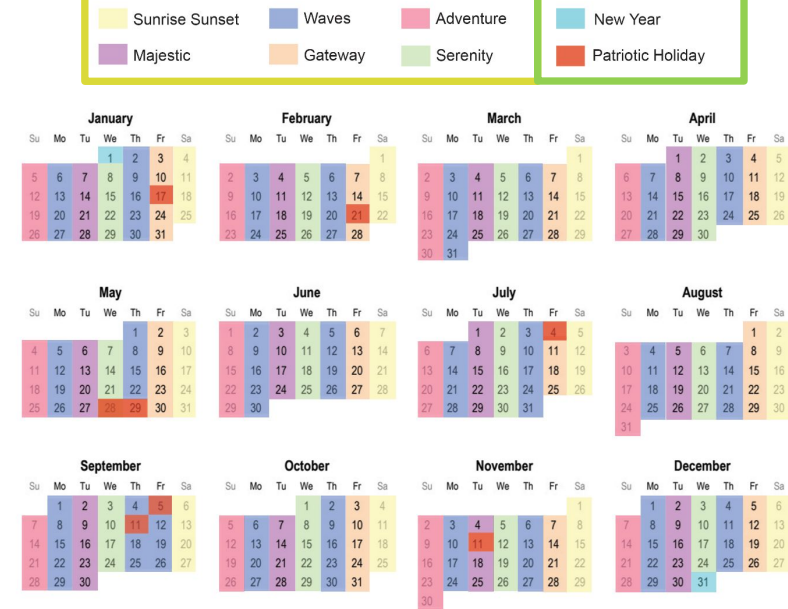 Sunrise Sunset Waves Adventure New Year
Majestic Gateway Serenity Patriotic Holiday
January
Su Mo Tu We Th Fr Sa
1 2 3 4
5 6 7 8 9 10 11
12 13 14 15 16 17 18
19 20 21 22 23 24 25
26 27 28 29 30 31
February
Su Mo Tu We Th Fr Sa
1
2 3 4 5 6 7 8
9 10 11 12 13 14 15
16 17 18 19 20 21 22
23 24 25 26 27 28
March
Su Mo Tu We Th Fr Sa
1
2 3 4 5 6 7 8
9 10 11 12 13 14 15
16 17 18 19 20 21 22
23 24 25 26 27 28 29
30 31
April
Su Mo Tu We Th Fr Sa
1 2 3 4 5
6 7 8 9 10 11 12
13 14 15 16 17 18 19
20 21 22 23 24 25 26
27 28 29 30
May
Su Mo Tu We Th Fr Sa
1 2 3
4 5 6 7 8 9 10
11 12 13 14 15 16 17
18 19 20 21 22 23 24
25 26 27 28 29 30 31
June
Su Mo Tu We Th Fr Sa
1 2 3 4 5 6 7
8 9 10 11 12 13 14
15 16 17 18 19 20 21
22 23 24 25 26 27 28
29 30
July
Su Mo Tu We Th Fr Sa
1 2 3 4 5
6 7 8 9 10 11 12
13 14 15 16 17 18 19
20 21 22 23 24 25 26
27 28 29 30 31
August
Su Mo Tu We Th Fr Sa
1 2
3 4 5 6 7 8 9
10 11 12 13 14 15 16
17 18 19 20 21 22 23
24 25 26 27 28 29 30
31
September
Su Mo Tu We Th Fr Sa
1 2 3 4 5 6
7 8 9 10 11 12 13
14 15 16 17 18 19 20
21 22 23 24 25 26 27
28 29 30
October
Su Mo Tu We Th Fr Sa
1 2 3 4
5 6 7 8 9 10 11
12 13 14 15 16 17 18
19 20 21 22 23 24 25
26 27 28 29 30 31
November
Su Mo Tu We Th Fr Sa
1
2 3 4 5 6 7 8
9 10 11 12 13 14 15
16 17 18 19 20 21 22
23 24 25 26 27 28 29
30
December
Su Mo Tu We Th Fr Sa
1 2 3 4 5 6
7 8 9 10 11 12 13
14 15 16 17 18 19 20
21 22 23 24 25 26 27
28 29 30 31